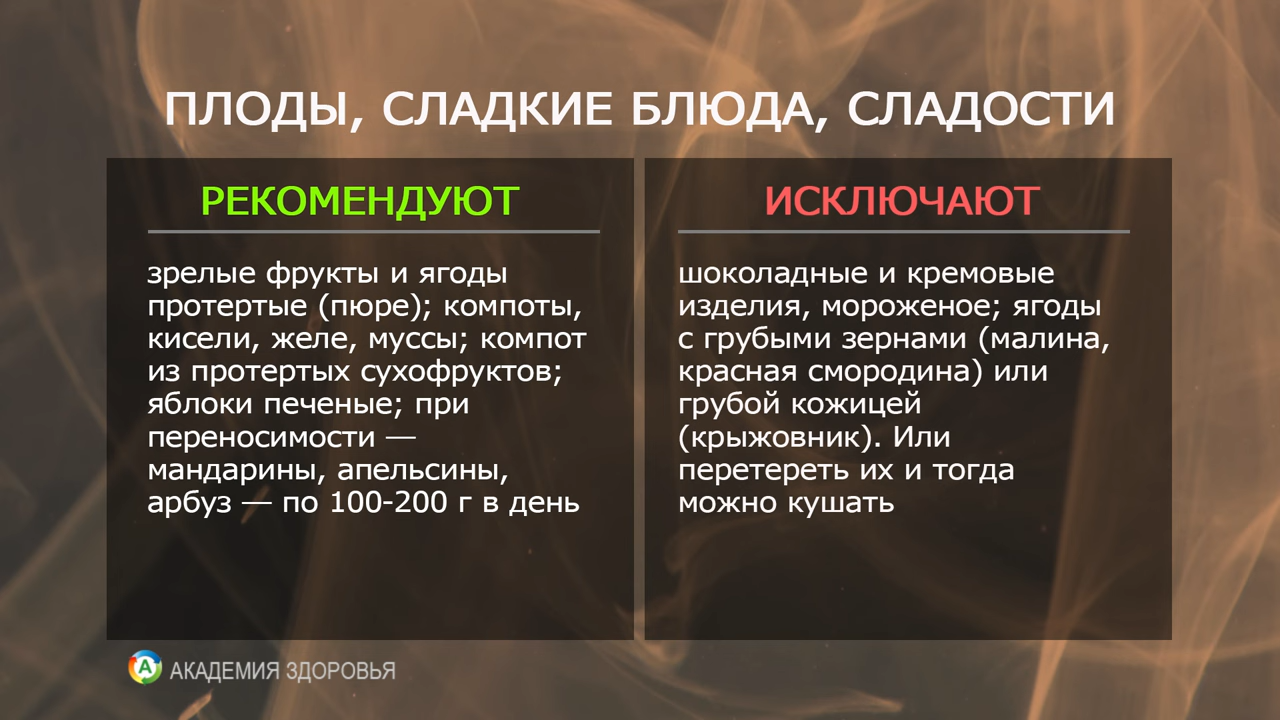 ПЛОДЫ, СЛАДКИЕ БЛЮДА, СЛАДОСТИ
РЕКОМЕНДУЮТ
зрелые фрукты и ягоды
протертые (пюре); компоты,
кисели, желе, муссы; компот
из протертых сухофруктов;
яблоки печеные; при
переносимости —
мандарины, апельсины,
арбуз — по 100-200 г в день
ИСКЛЮЧАЮТ
шоколадные и кремовые
изделия, мороженое; ягоды
с грубыми зернами (малина,
красная смородина) или
грубой кожицей
(крыжовник). Или
перетереть их и тогда
можно кушать
А АКАДЕМИЯ ЗДОРОВЬЯ